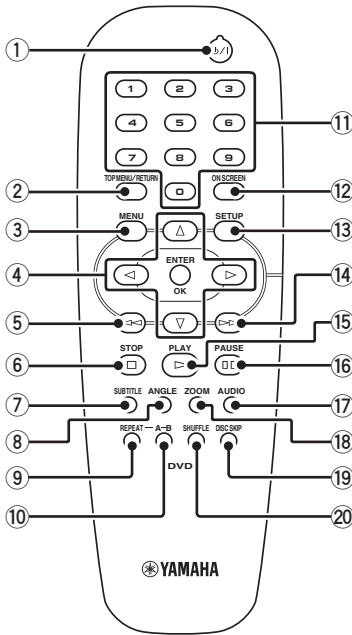 ① ⏻/I
1 2 3
4 5 6 ⑪
7 8 9
② TOP MENU/RETURN 0 ON SCREEN ⑫
③ MENU SETUP ⑬
④ ENTER ⑭
OK
⑤ ⑮
⑥ STOP PLAY PAUSE ⑯
⑦ SUBTITLE ANGLE ZOOM AUDIO ⑰
⑧ ⑱
⑨ REPEAT A-B SHUFFLE DISC SKIP ⑲
⑩ DVD ⑳
YAMAHA